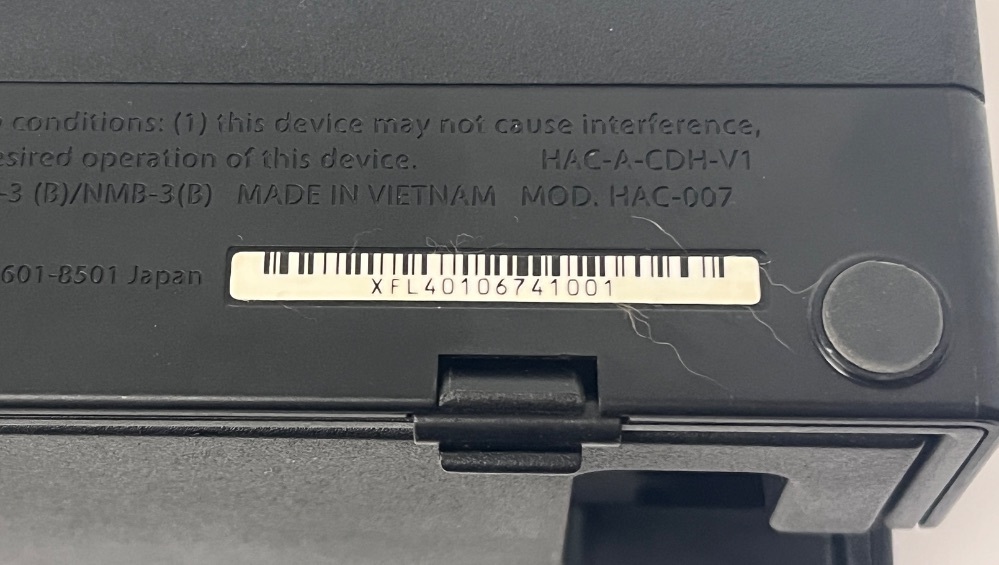 conditions: (1) this device may not cause interference,
esired operation of this device. HAC-A-CDH-V1
-3 (B)/NMB-3(B) MADE IN VIETNAM MOD. HAC-007
601-8501 Japan
XFL40106741001